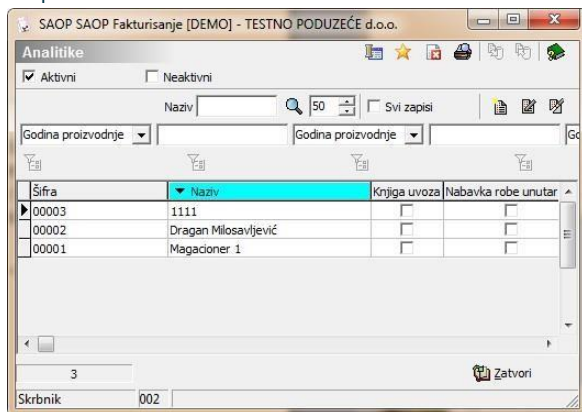 SAOP SAOP Fakturisanje [DEMO] - TESTNO PODUZEĆE d.o.o.
Analitike
Aktivni Neaktivni
Naziv 50 Svi zapisi
Godina proizvodnje Godina proizvodnje Go
Šifra Naziv Knjiga uvoza Nabavka robe unutar
00003 1111
00002 Dragan Milosavljević
00001 Magacioner 1
3 Zatvori
Skrbnik 002